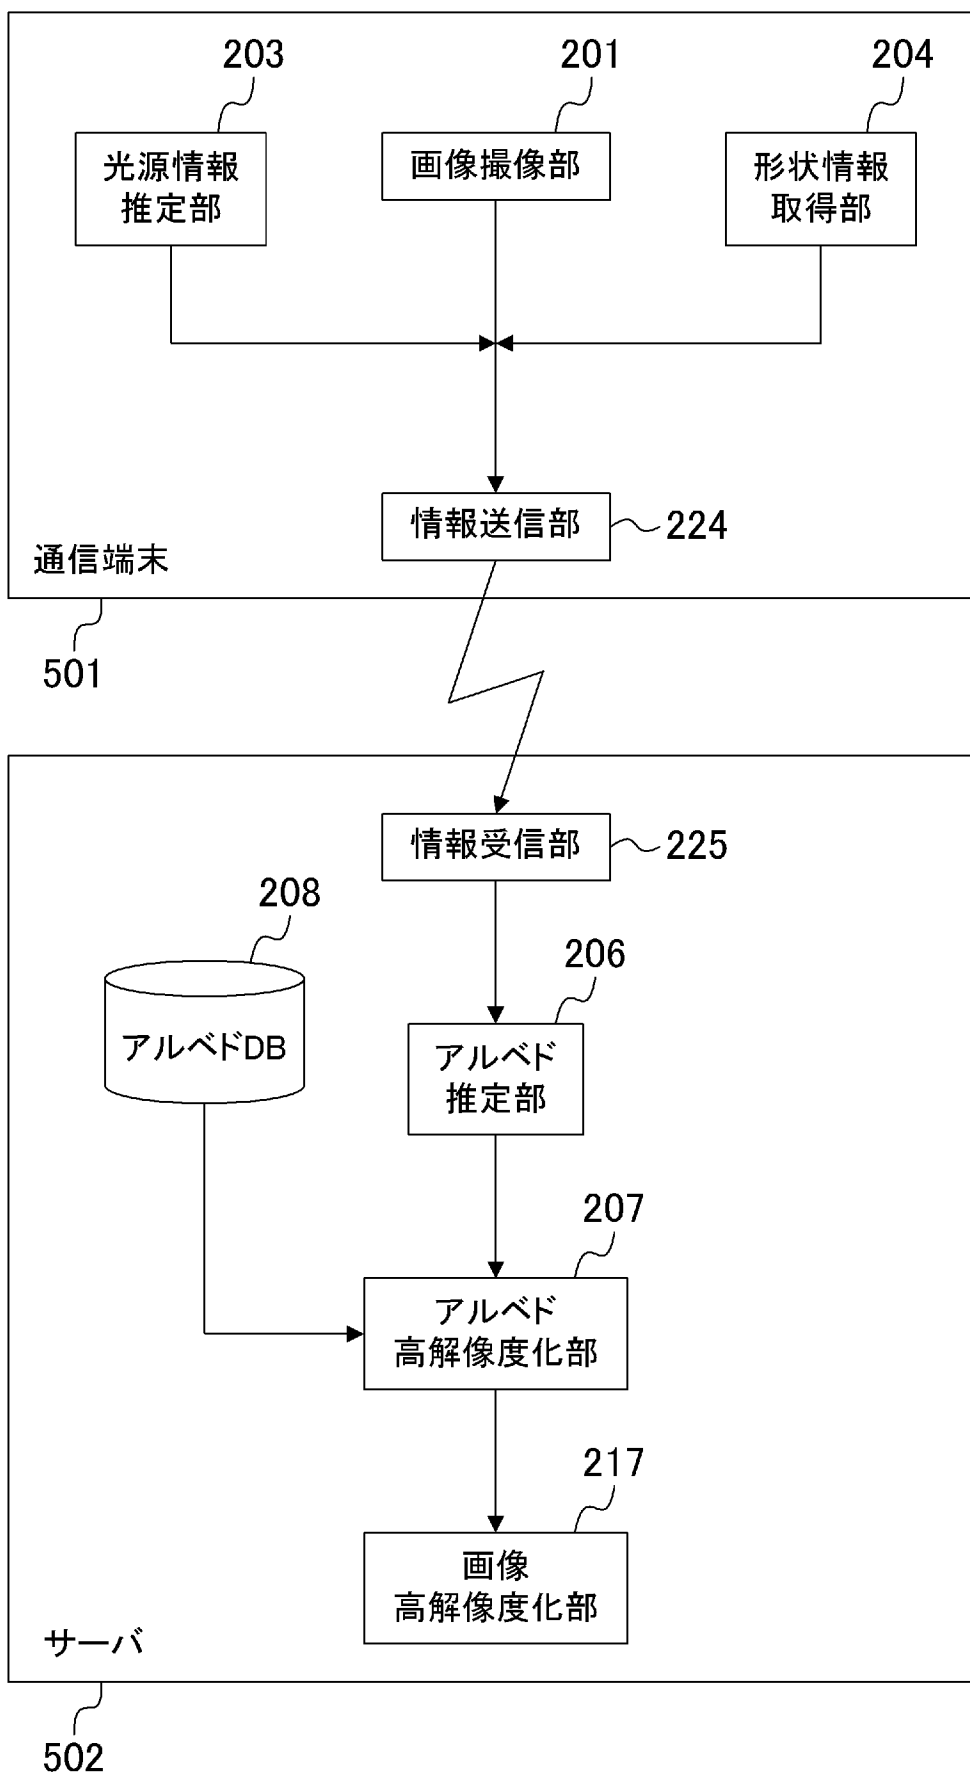 203
201
204
光源情報
推定部
画像撮像部
形状情報
取得部
情報送信部
224
通信端末
501
情報受信部
225
208
206
アルベドDB
アルベド
推定部
207
アルベド
高解像度化部
217
画像
高解像度化部
サーバ
502